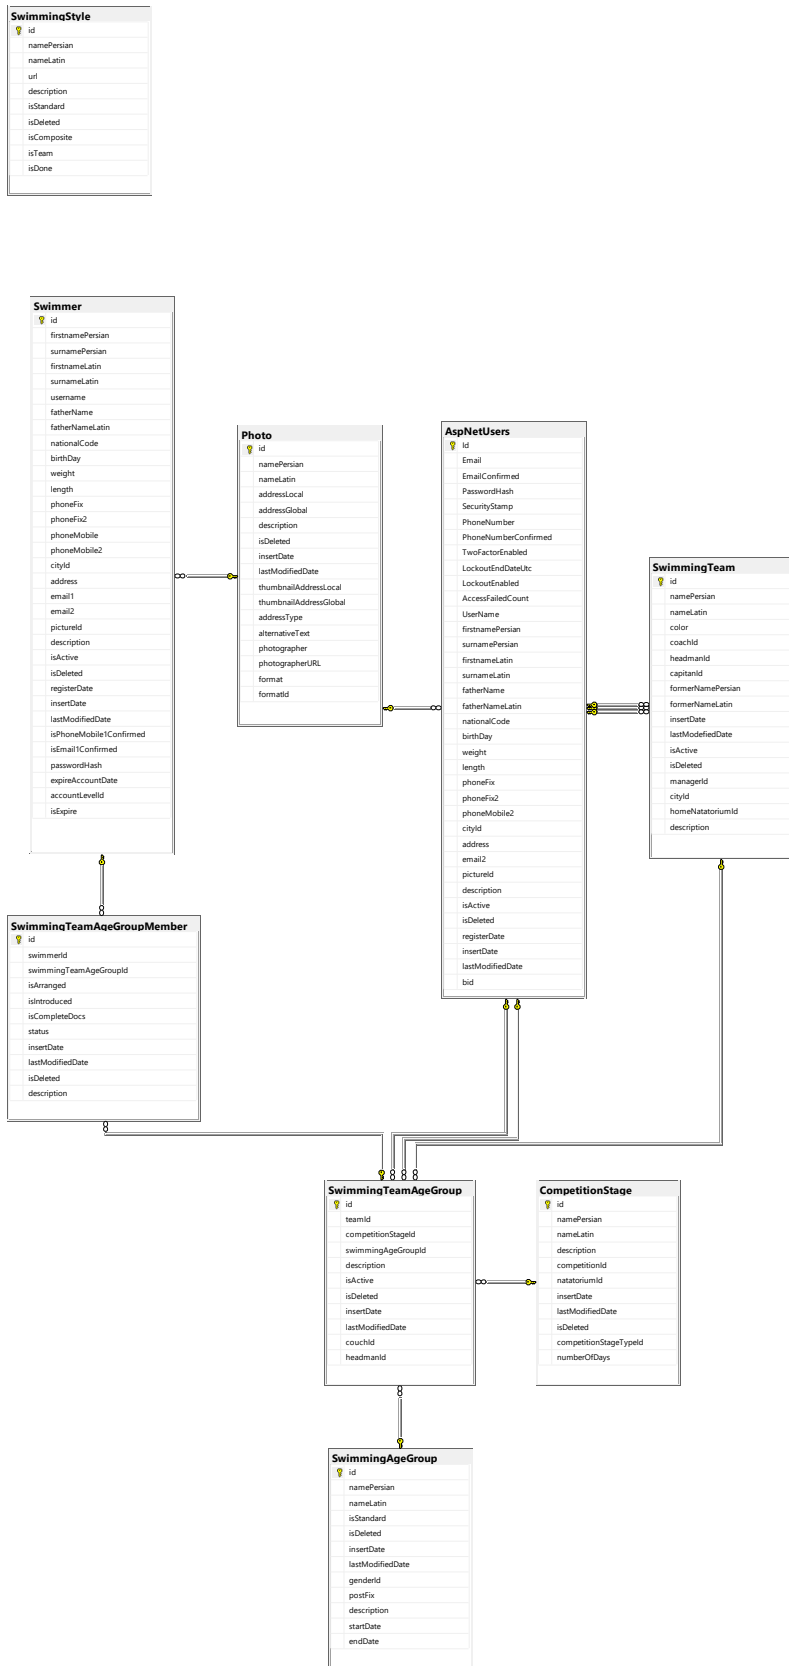 SwimmingStyle
id
namePersian
nameLatin
url
description
isStandard
isDeleted
isComposite
isTeam
isDone
Swimmer
id
firstnamePersian
surnamePersian
firstnameLatin
surnameLatin
username
fatherName
fatherNameLatin
nationalCode
birthDay
weight
length
phoneFix
phoneFix2
phoneMobile
phoneMobile2
cityId
address
email1
email2
pictureId
description
isActive
isDeleted
registerDate
insertDate
lastModifiedDate
isPhoneMobile1Confirmed
isEmail1Confirmed
passwordHash
expireAccountDate
accountLevelId
isExpire
Photo
id
namePersian
nameLatin
addressLocal
addressGlobal
description
isDeleted
insertDate
lastModifiedDate
thumbnailAddressLocal
thumbnailAddressGlobal
addressType
alternativeText
photographer
photographerURL
format
formatId
AspNetUsers
Id
Email
EmailConfirmed
PasswordHash
SecurityStamp
PhoneNumber
PhoneNumberConfirmed
TwoFactorEnabled
LockoutEndDateUtc
LockoutEnabled
AccessFailedCount
UserName
firstnamePersian
surnamePersian
firstnameLatin
surnameLatin
fatherName
fatherNameLatin
nationalCode
birthDay
weight
length
phoneFix
phoneFix2
phoneMobile2
cityId
address
email2
pictureId
description
isActive
isDeleted
registerDate
insertDate
lastModifiedDate
bid
SwimmingTeam
id
namePersian
nameLatin
color
coachId
headmanId
capitanId
formerNamePersian
formerNameLatin
insertDate
lastModefiedDate
isActive
isDeleted
managerId
cityId
homeNatatoriumId
description
SwimmingTeamAgeGroupMember
id
swimmerId
swimmingTeamAgeGroupId
isArranged
isIntroduced
isCompleteDocs
status
insertDate
lastModifiedDate
isDeleted
description
SwimmingTeamAgeGroup
id
teamId
competitionStageId
swimmingAgeGroupId
description
isActive
isDeleted
insertDate
lastModifiedDate
couchId
headmanId
CompetitionStage
id
namePersian
nameLatin
description
competitionId
natatoriumId
insertDate
lastModifiedDate
isDeleted
competitionStageTypeId
numberOfDays
SwimmingAgeGroup
id
namePersian
nameLatin
isStandard
isDeleted
insertDate
lastModifiedDate
genderId
postFix
description
startDate
endDate